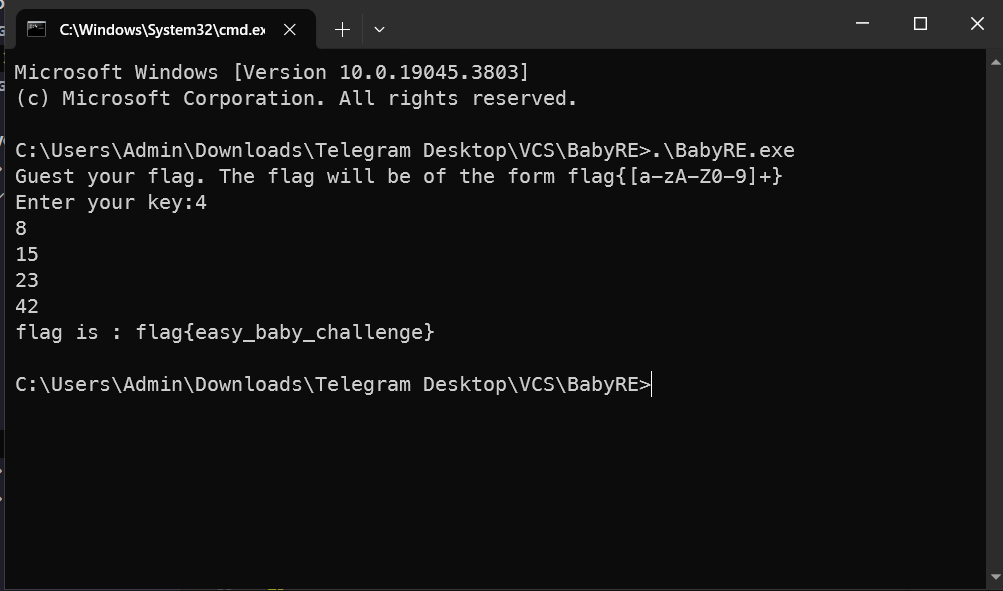 C:\Windows\System32\cmd.ex
Microsoft Windows [Version 10.0.19045.3803]
(c) Microsoft Corporation. All rights reserved.
C:\Users\Admin\Downloads\Telegram Desktop\VCS\BabyRE>.\BabyRE.exe
Guest your flag. The flag will be of the form flag{[a-zA-Z0-9]+}
Enter your key:4
8
15
23
42
flag is : flag{easy_baby_challenge}
C:\Users\Admin\Downloads\Telegram Desktop\VCS\BabyRE>